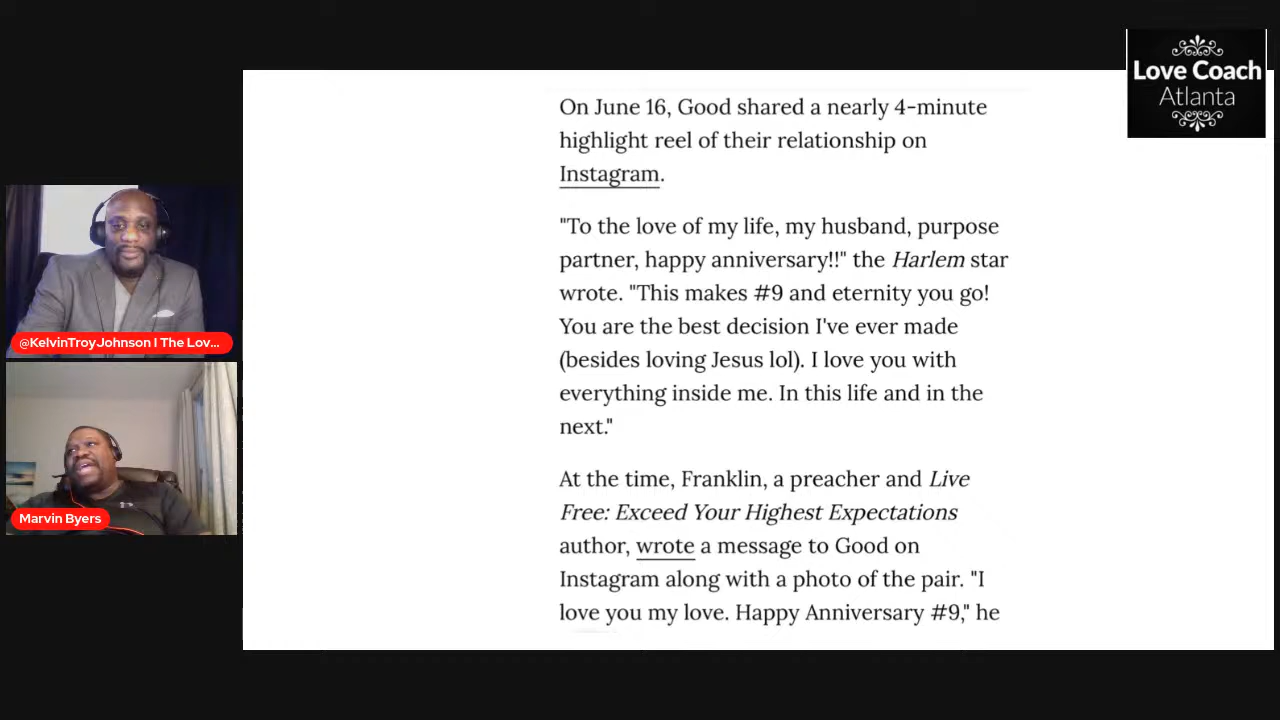 Love Coach
Atlanta
On June 16, Good shared a nearly 4-minute
highlight reel of their relationship on
Instagram.
"To the love of my life, my husband, purpose
partner, happy anniversary!!" the Harlem star
wrote. "This makes #9 and eternity you go!
You are the best decision I've ever made
(besides loving Jesus lol). I love you with
everything inside me. In this life and in the
next."
At the time, Franklin, a preacher and Live
Free: Exceed Your Highest Expectations
author, wrote a message to Good on
Instagram along with a photo of the pair. "I
love you my love. Happy Anniversary #9," he
@KelvinTroyJohnson I The Lov...
Marvin Byers